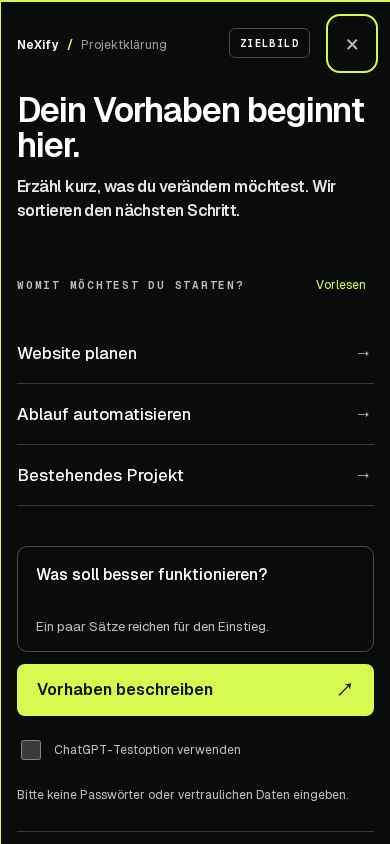 NeXify / Projektklärung
ZIELBILD
×
Dein Vorhaben beginnt
hier.
Erzähl kurz, was du verändern möchtest. Wir
sortieren den nächsten Schritt.
WOMIT MÖCHTEST DU STARTEN?
Vorlesen
Website planen →
Ablauf automatisieren →
Bestehendes Projekt →
Was soll besser funktionieren?
Ein paar Sätze reichen für den Einstieg.
Vorhaben beschreiben ↗
ChatGPT-Testoption verwenden
Bitte keine Passwörter oder vertraulichen Daten eingeben.